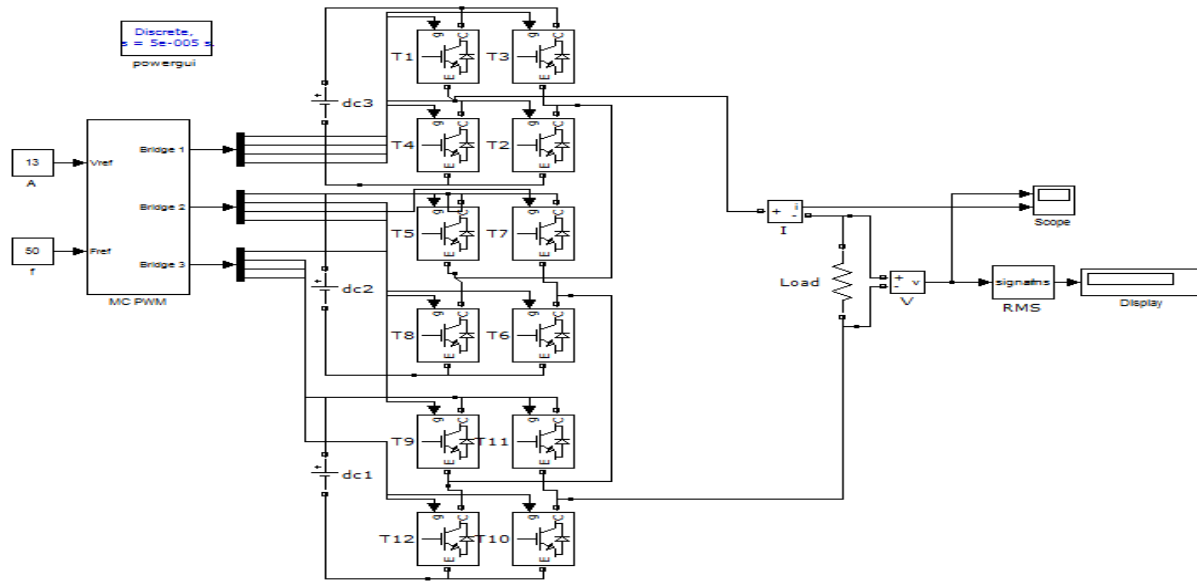 Discrete,
s = 5e-005 s.
powergui
g C
T1
E
g C
T3
E
dc3
g C
T4
E
g C
T2
E
13
A
50
f
Vref
Fref
Bridge 1
Bridge 2
Bridge 3
MC PWM
g C
T5
E
g C
T7
E
dc2
g C
T8
E
g C
T6
E
g C
T9
E
g C
T11
E
dc1
g C
T12
E
g C
T10
E
+ i
-
I
Load
+ v
-
V
Scope
RMS
Display